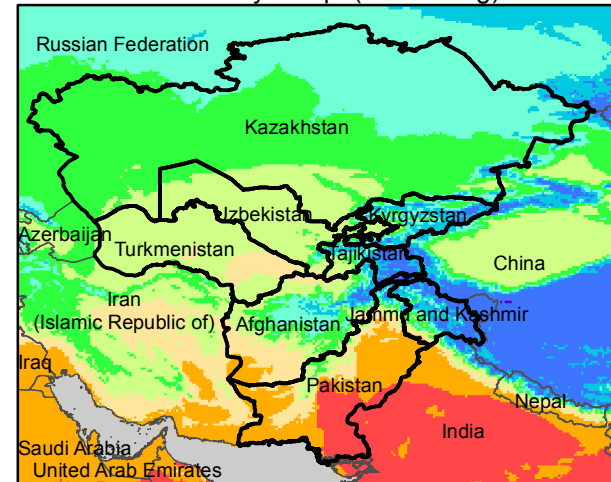 Russian Federation
Kazakhstan
Uzbekistan
Kyrgyzstan
Azerbaijan
Turkmenistan
Tajikistan
China
Iran
(Islamic Republic of)
Afghanistan
Jammu and Kashmir
Iraq
Pakistan
Nepal
India
Saudi Arabia
United Arab Emirates